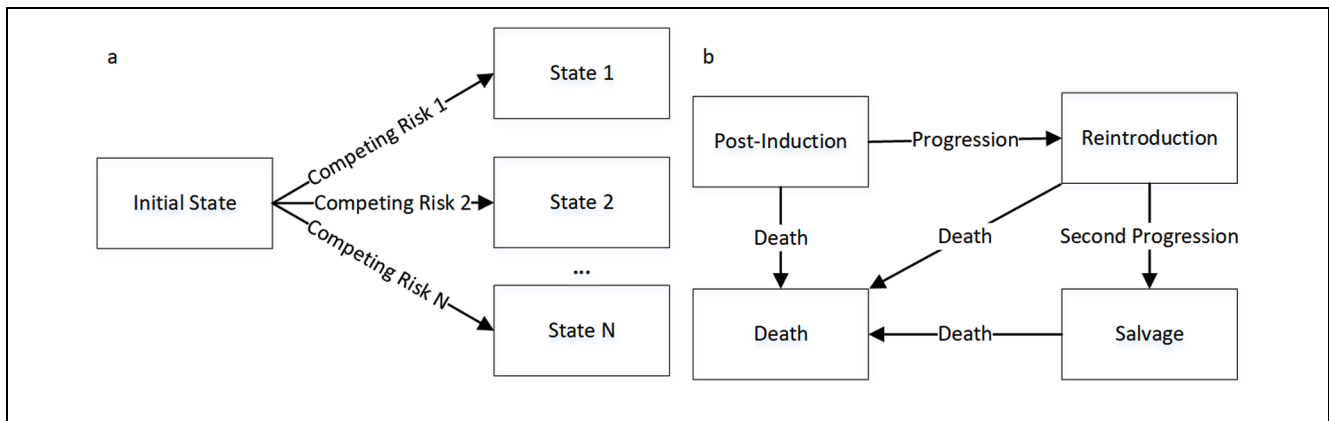 a
Initial State
Competing Risk 1
Competing Risk 2
Competing Risk N
State 1
State 2
...
State N
b
Post-Induction
Progression
Reintroduction
Death
Death
Second Progression
Death
Death
Salvage